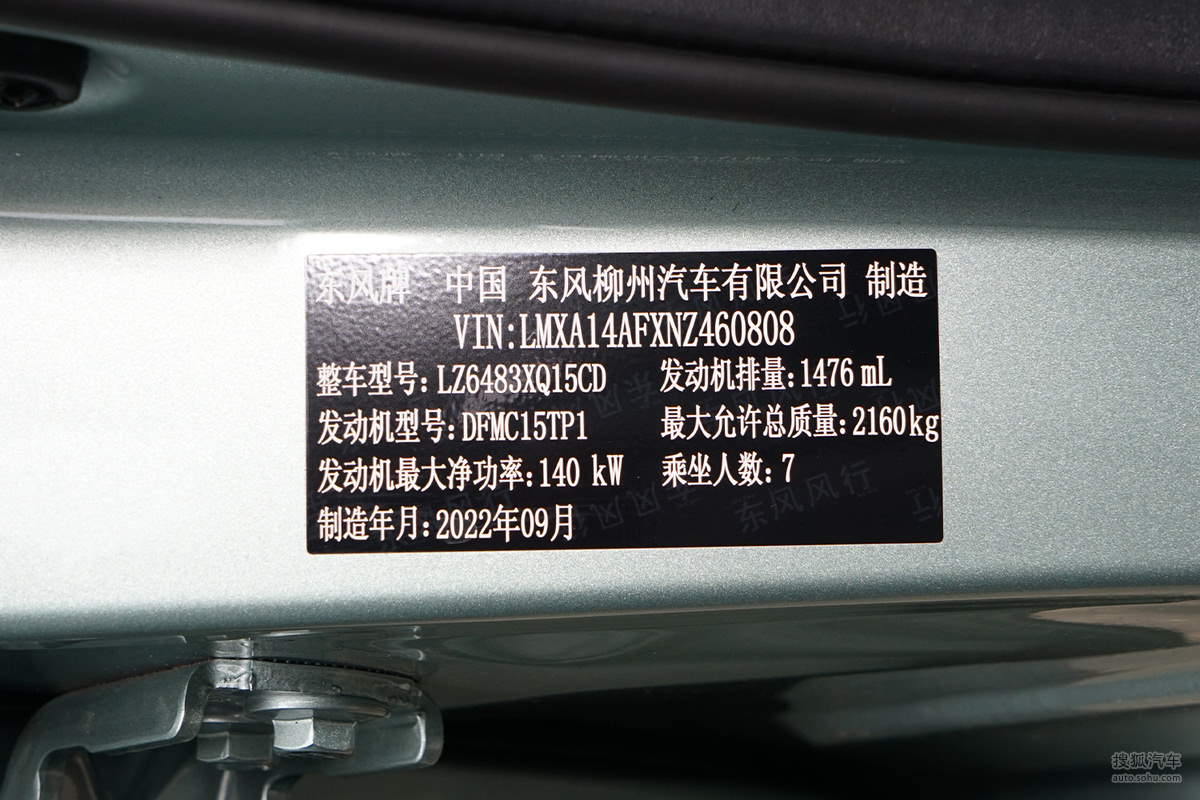 东风牌 中国 东风柳州汽车有限公司 制造
VIN:LMXA14AFXNZ460808
整车型号:LZ6483XQ15CD 发动机排量:1476 mL
发动机型号:DFMC15TP1 最大允许总质量:2160kg
发动机最大净功率:140 kW 乘坐人数:7
制造年月:2022年09月
东风风行
搜狐汽车
auto.sohu.com